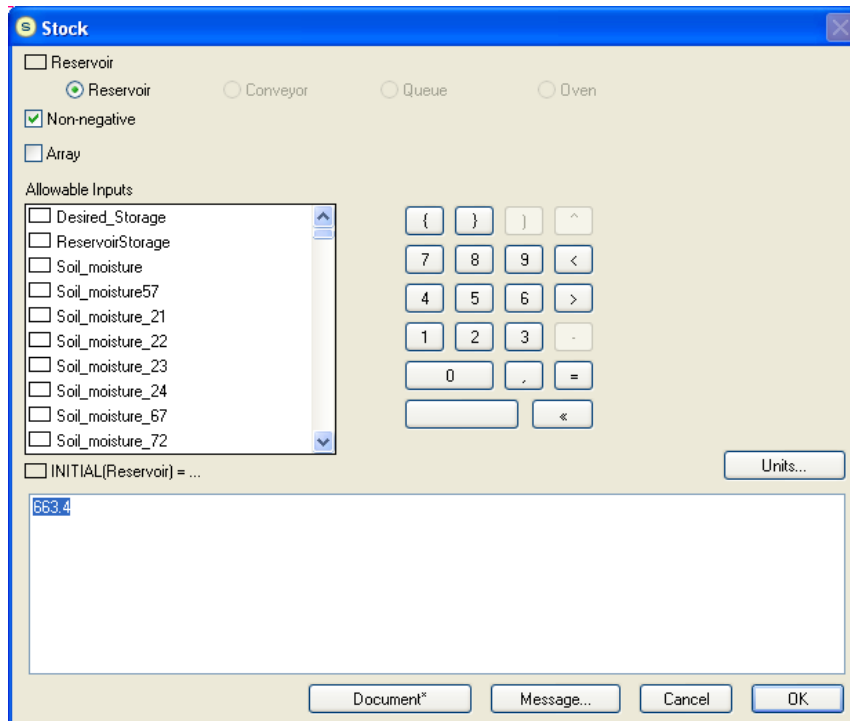 S Stock
Reservoir
Reservoir Conveyor Queue Oven
Non-negative
Array
Allowable Inputs
Desired_Storage
ReservoirStorage
Soil_moisture
Soil_moisture57
Soil_moisture_21
Soil_moisture_22
Soil_moisture_23
Soil_moisture_24
Soil_moisture_67
Soil_moisture_72
{ } ) ^
7 8 9 <
4 5 6 >
1 2 3 -
0 , =
«
INITIAL(Reservoir) = ...
Units...
663.4
Document* Message... Cancel OK